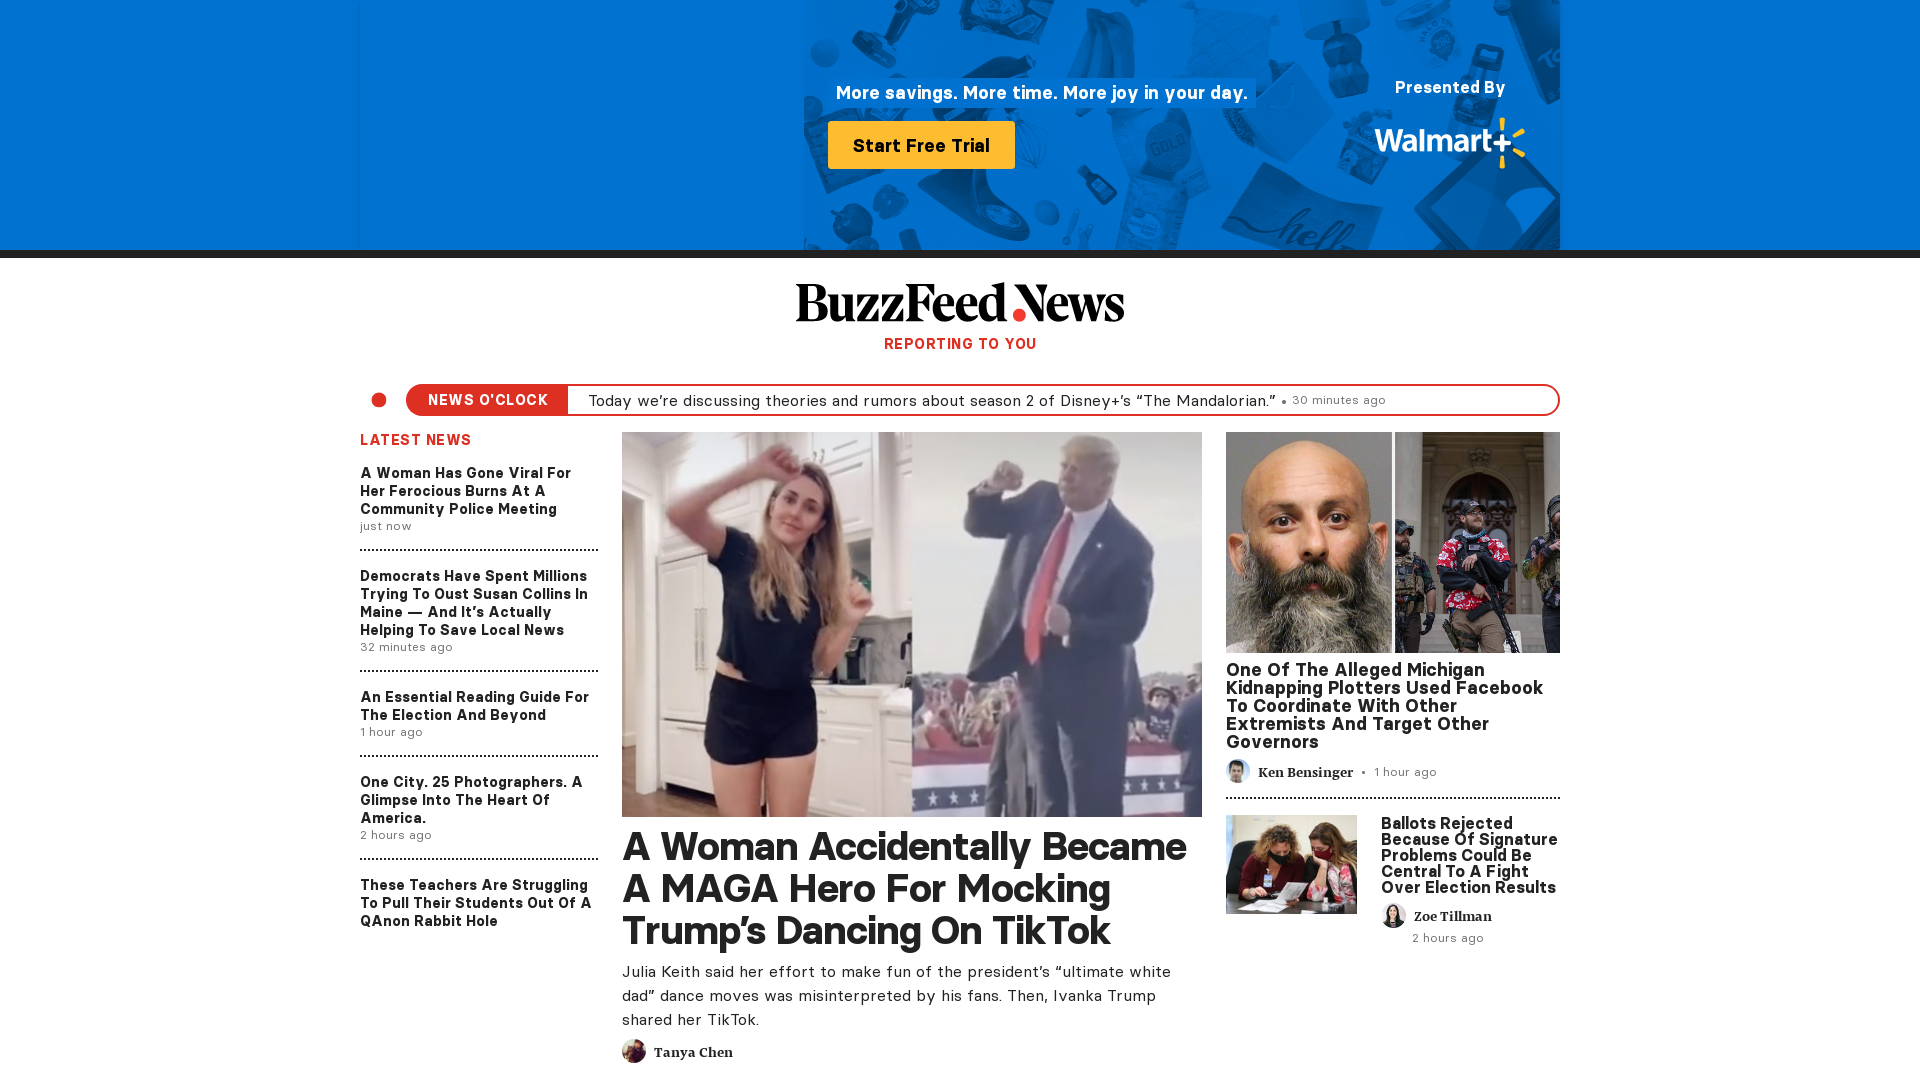 More savings. More time. More joy in your day.
Start Free Trial
Presented By
Walmart+
BuzzFeed News
REPORTING TO YOU
NEWS O'CLOCK
Today we’re discussing theories and rumors about season 2 of Disney+’s “The Mandalorian.” • 30 minutes ago
LATEST NEWS
A Woman Has Gone Viral For
Her Ferocious Burns At A
Community Police Meeting
just now
Democrats Have Spent Millions
Trying To Oust Susan Collins In
Maine — And It’s Actually
Helping To Save Local News
32 minutes ago
An Essential Reading Guide For
The Election And Beyond
1 hour ago
One City. 25 Photographers. A
Glimpse Into The Heart Of
America.
2 hours ago
These Teachers Are Struggling
To Pull Their Students Out Of A
QAnon Rabbit Hole
A Woman Accidentally Became
A MAGA Hero For Mocking
Trump’s Dancing On TikTok
Julia Keith said her effort to make fun of the president’s “ultimate white
dad” dance moves was misinterpreted by his fans. Then, Ivanka Trump
shared her TikTok.
Tanya Chen
One Of The Alleged Michigan
Kidnapping Plotters Used Facebook
To Coordinate With Other
Extremists And Target Other
Governors
Ken Bensinger • 1 hour ago
Ballots Rejected
Because Of Signature
Problems Could Be
Central To A Fight
Over Election Results
Zoe Tillman
2 hours ago
hello
GOLD